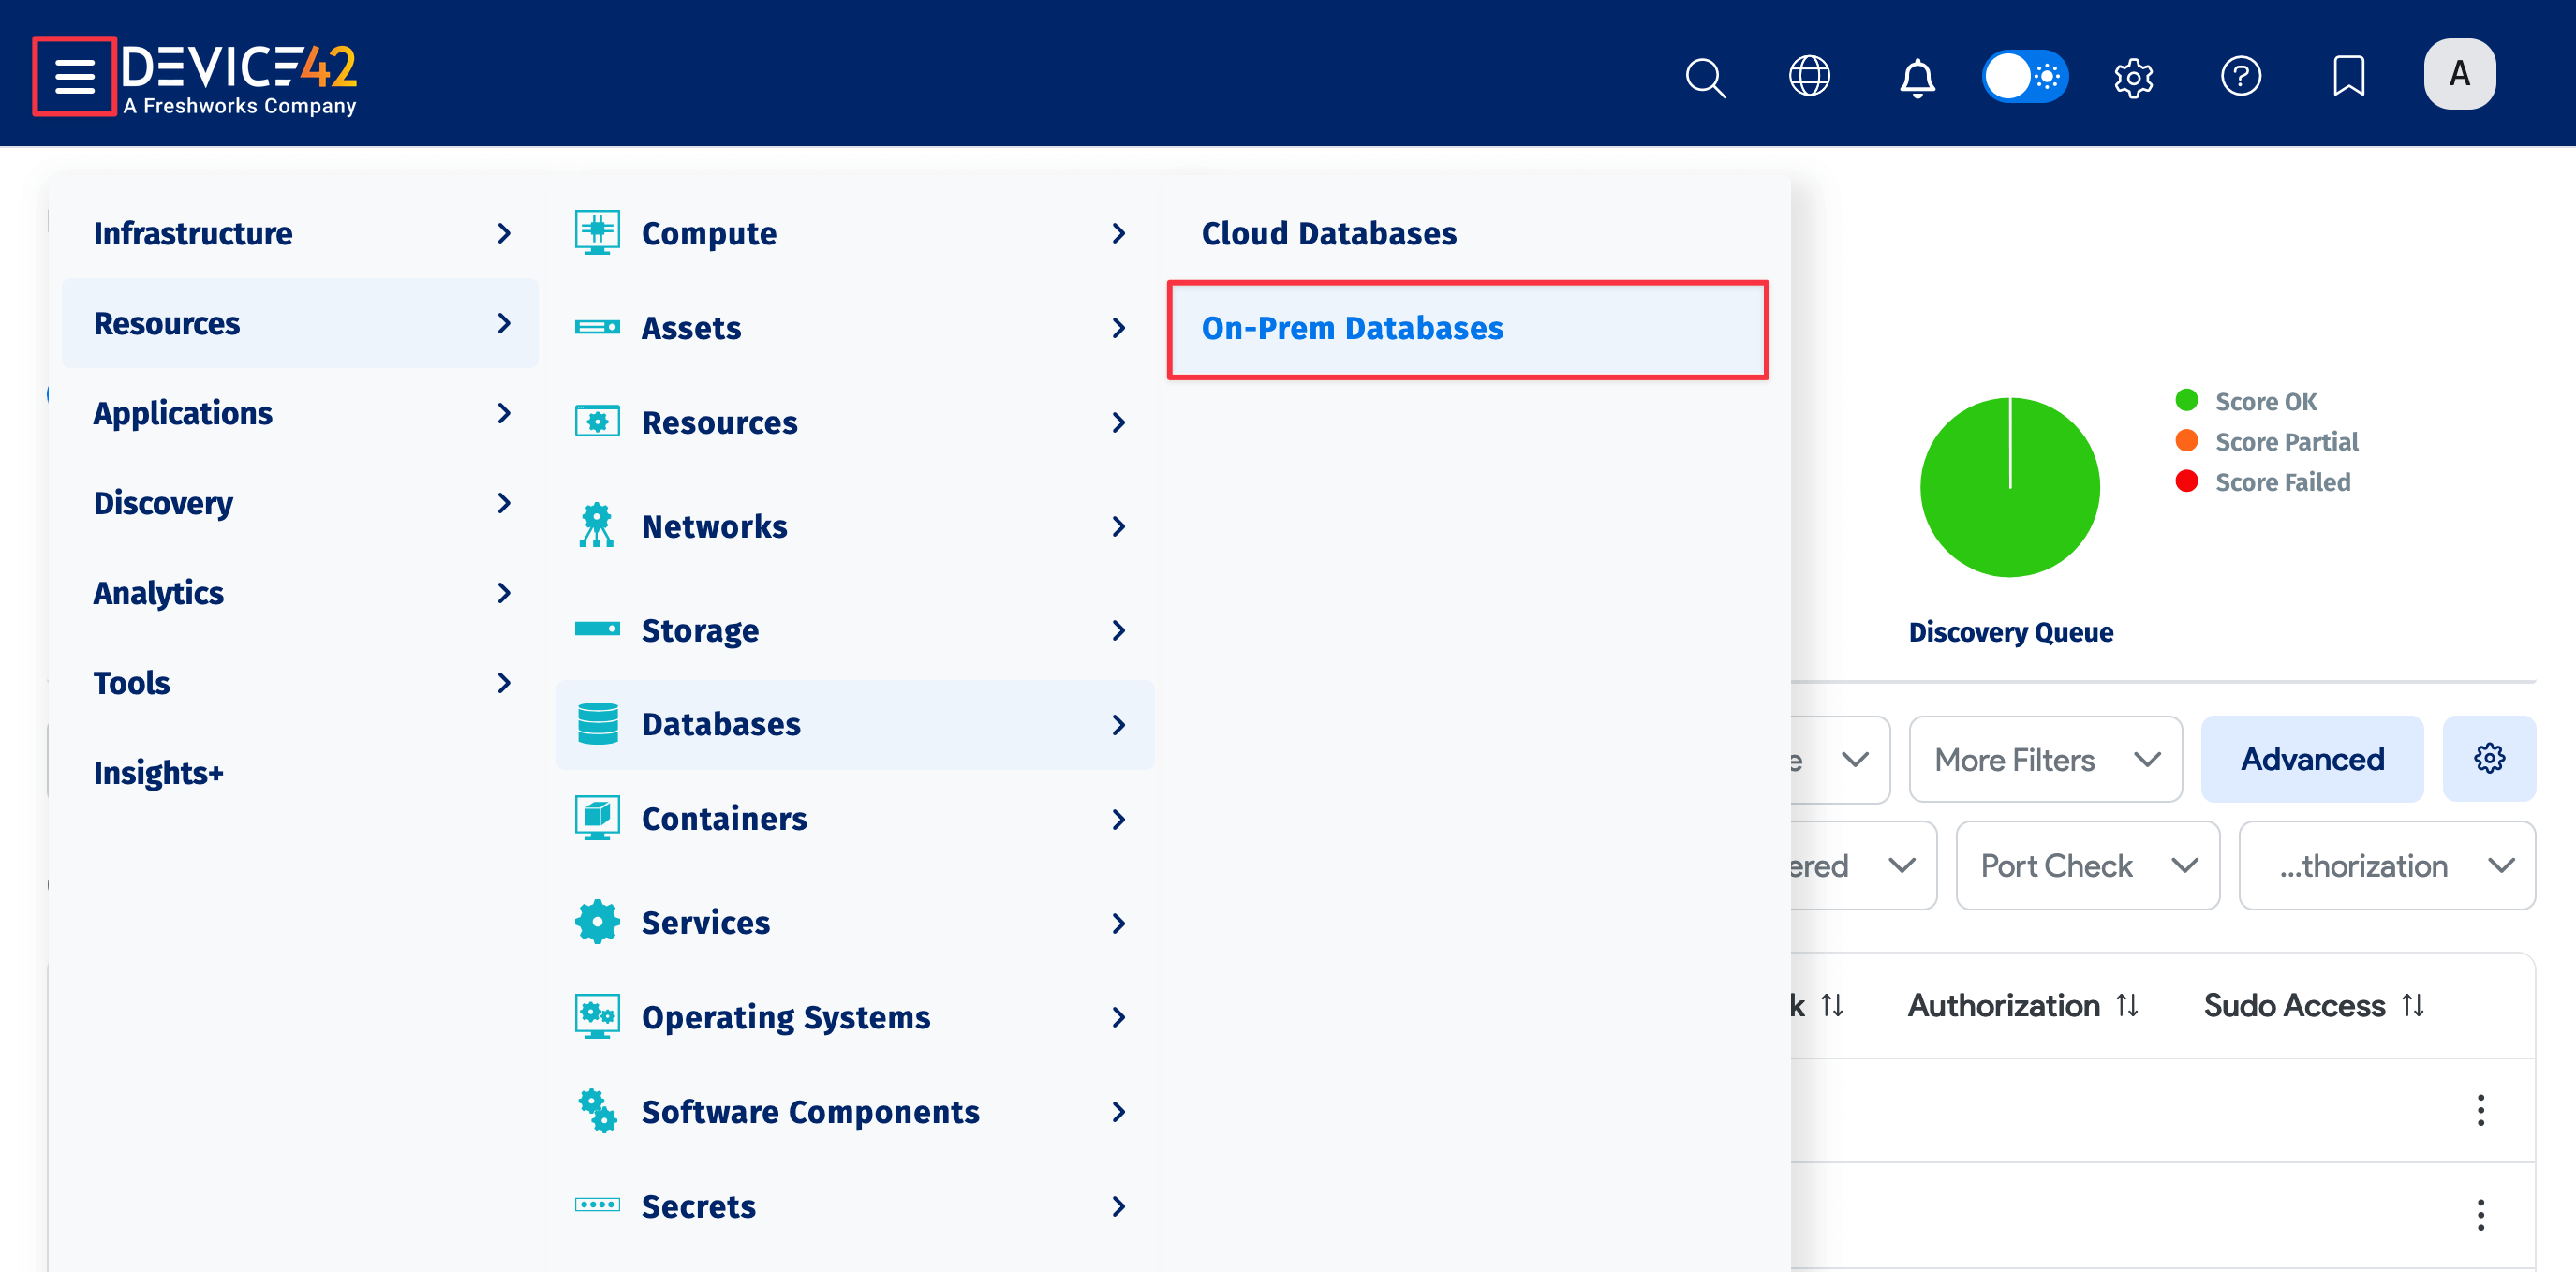 DEVICE42
A Freshworks Company
A
Infrastructure
Resources
Applications
Discovery
Analytics
Tools
Insights+
Compute
Assets
Resources
Networks
Storage
Databases
Containers
Services
Operating Systems
Software Components
Secrets
Cloud Databases
On-Prem Databases
Score OK
Score Partial
Score Failed
Discovery Queue
e
More Filters
Advanced
ered
Port Check
...thorization
k
Authorization
Sudo Access